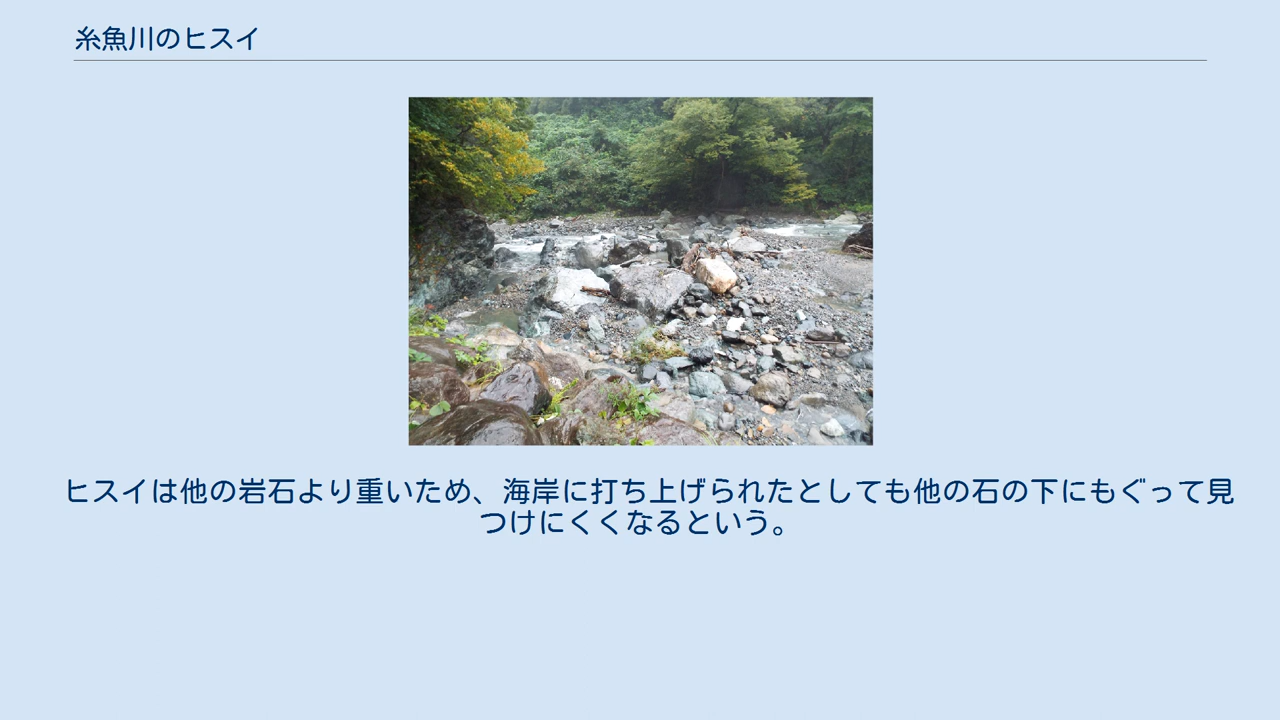 糸魚川のヒスイ
ヒスイは他の岩石より重いため、海岸に打ち上げられたとしても他の石の下にもぐって見
つけにくくなるという。